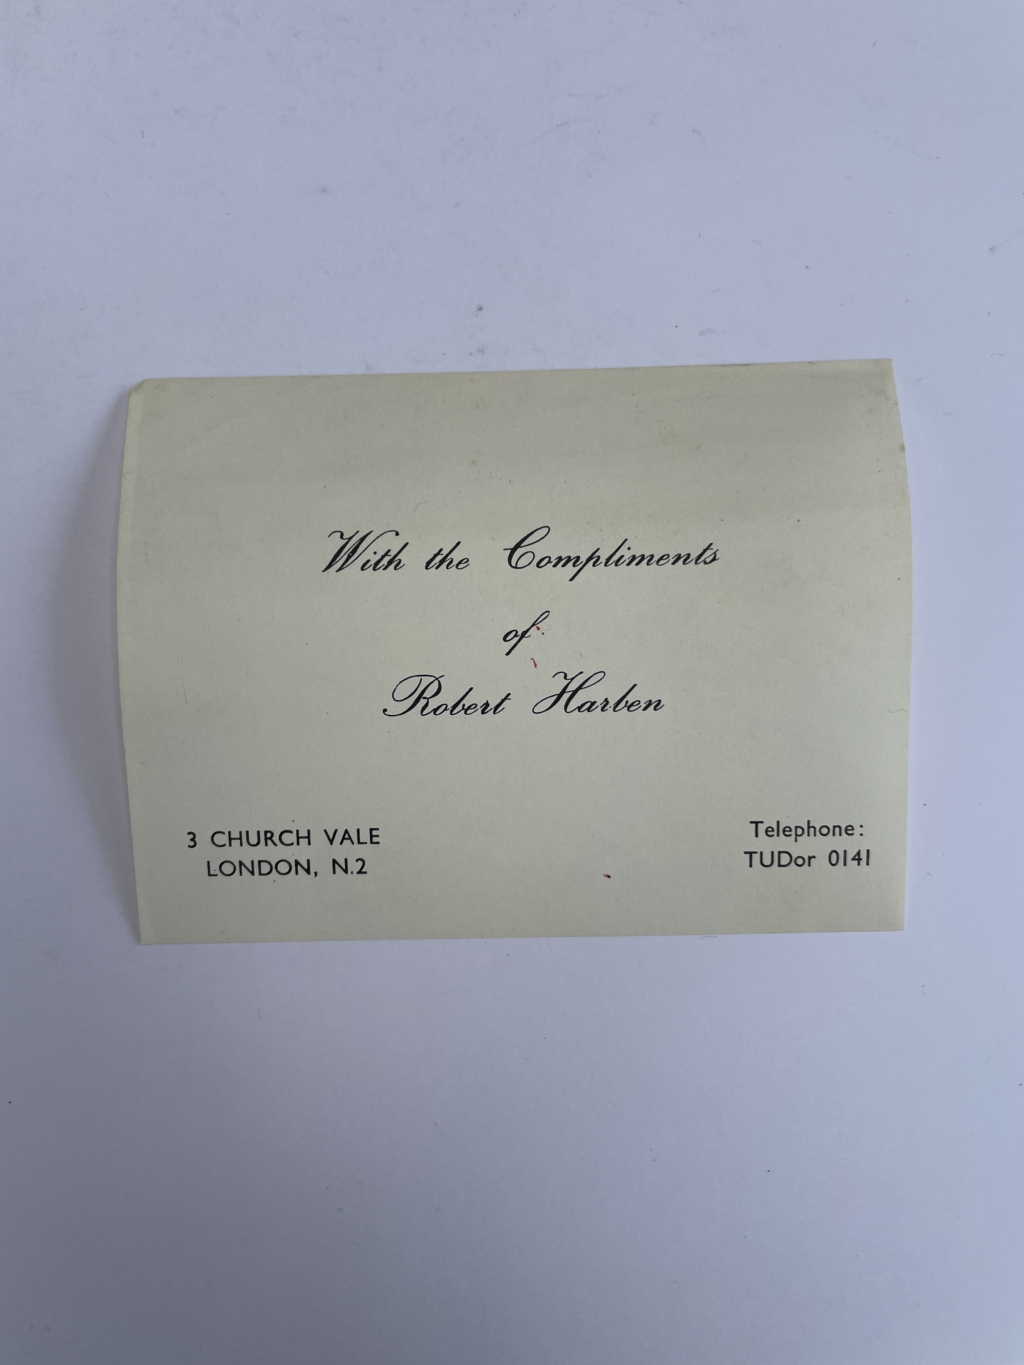 With the Compliments
of
Robert Harben
3 CHURCH VALE
LONDON, N.2
Telephone:
TUDor 0141